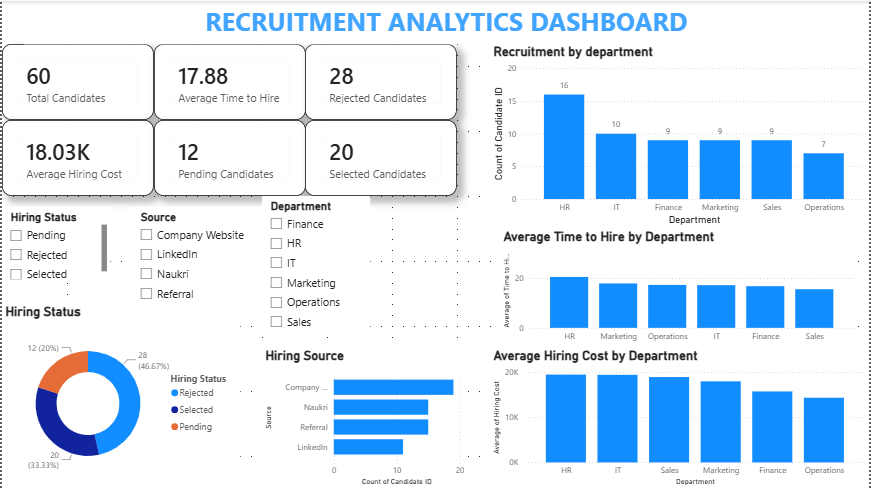 RECRUITMENT ANALYTICS DASHBOARD
60
Total Candidates
17.88
Average Time to Hire
28
Rejected Candidates
18.03K
Average Hiring Cost
12
Pending Candidates
20
Selected Candidates
Hiring Status
Pending
Rejected
Selected
Source
Company Website
LinkedIn
Naukri
Referral
Department
Finance
HR
IT
Marketing
Operations
Sales
Hiring Status
12 (20%)
28
(46.67%)
20
(33.33%)
Hiring Status
Rejected
Selected
Pending
Hiring Source
Source
Company ...
Naukri
Referral
LinkedIn
0 10 20
Count of Candidate ID
Recruitment by department
Count of Candidate ID
20
15
10
5
0
16 10 9 9 9 7
HR IT Finance Marketing Sales Operations
Department
Average Time to Hire by Department
Average of Time to Hi...
20
0
HR Marketing Operations IT Finance Sales
Average Hiring Cost by Department
Average of Hiring Cost
20K
10K
0K
HR IT Sales Marketing Finance Operations
Department